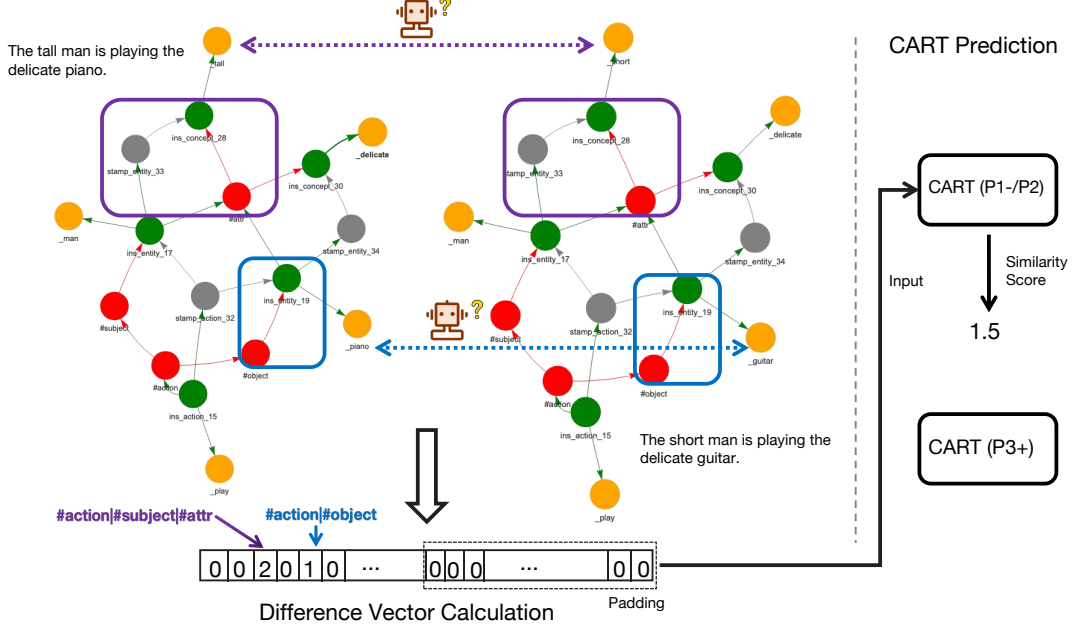 ?
The tall man is playing the
delicate piano.
_tall
ins_concept_28
stamp_entity_33
_delicate
ins_concept_30
#attr
_man
ins_entity_17
stamp_entity_34
ins_entity_19
stamp_action_32
#subject
_piano
#object
#action
ins_action_15
_play
_short
ins_concept_28
stamp_entity_33
_delicate
ins_concept_30
#attr
_man
ins_entity_17
stamp_entity_34
ins_entity_19
?
stamp_action_32
#subject
_guitar
#object
#action
ins_action_15
_play
The short man is playing the
delicate guitar.
#action|#subject|#attr
#action|#object
0 0 2 0 1 0 ... 0 0 0 ... 0 0
Padding
Difference Vector Calculation
CART Prediction
CART (P1-/P2)
Input
Similarity
Score
1.5
CART (P3+)